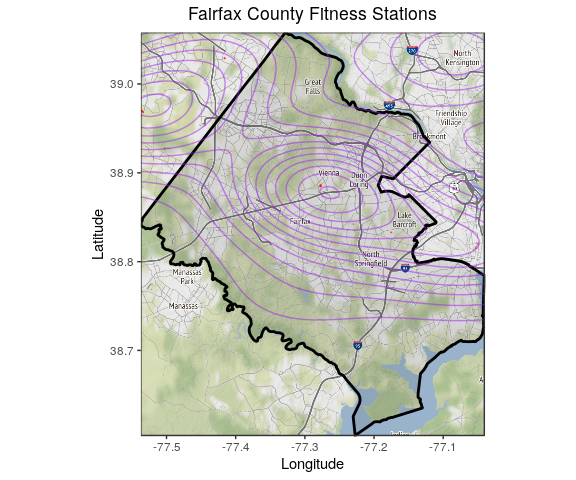 Fairfax County Fitness Stations
North
Kensington
Great
Falls
Friendship
Village
Brookmont
Vienna
Dunn
Loring
Lake
Barcroft
Fairfax
North
Springfield
Manassas
Park
Manassas
39.0
38.9
38.8
38.7
Latitude
-77.5
-77.4
-77.3
-77.2
-77.1
Longitude